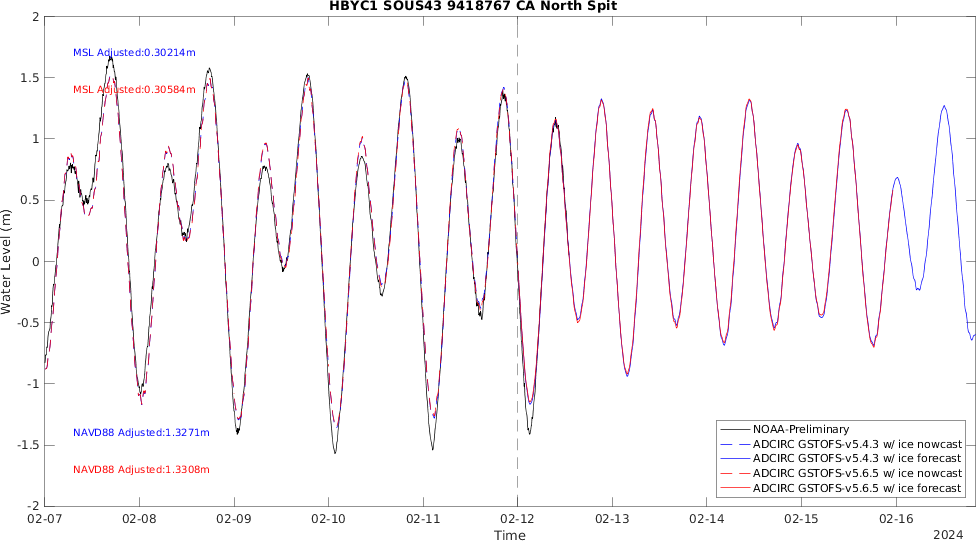 HBYC1 SOUS43 9418767 CA North Spit
2
1.5
1
0.5
0
-0.5
-1
-1.5
-2
Water Level (m)
MSL Adjusted:0.30214m
MSL Adjusted:0.30584m
NAVD88 Adjusted:1.3271m
NAVD88 Adjusted:1.3308m
NOAA-Preliminary
ADCIRC GSTOFS-v5.4.3 w/ ice nowcast
ADCIRC GSTOFS-v5.4.3 w/ ice forecast
ADCIRC GSTOFS-v5.6.5 w/ ice nowcast
ADCIRC GSTOFS-v5.6.5 w/ ice forecast
02-07 02-08 02-09 02-10 02-11 02-12 02-13 02-14 02-15 02-16
Time
2024